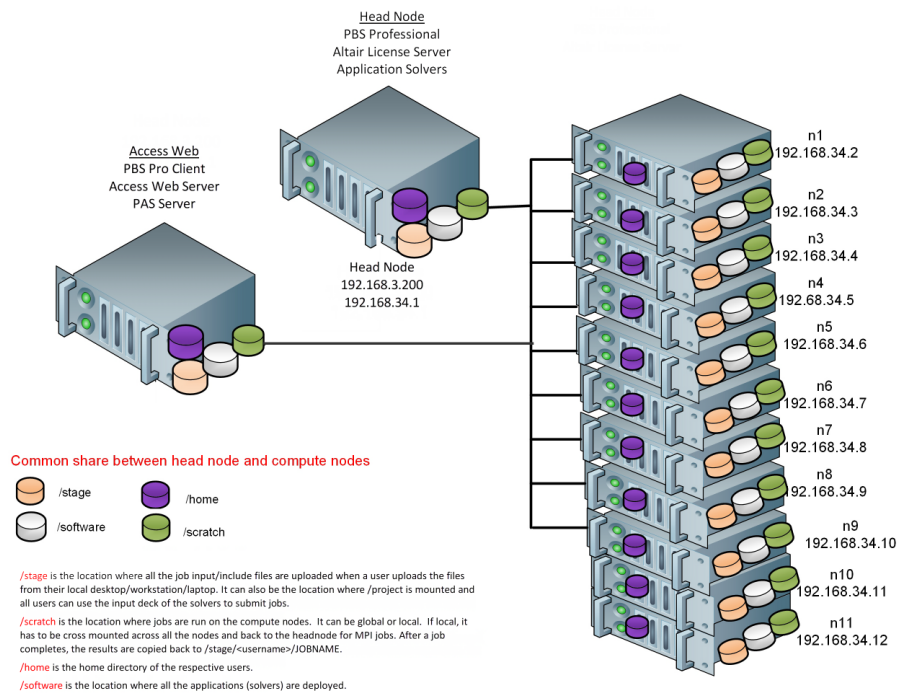 Head Node
PBS Professional
Altair License Server
Application Solvers
Access Web
PBS Pro Client
Access Web Server
PAS Server
Head Node
192.168.3.200
192.168.34.1
n1
192.168.34.2
n2
192.168.34.3
n3
192.168.34.4
n4
192.68.34.5
n5
192.168.34.6
n6
192.168.34.7
n7
192.168.34.8
n8
192.168.34.9
n9
192.168.34.10
n10
192.168.34.11
n11
192.168.34.12
Common share between head node and compute nodes
/stage
/home
/software
/scratch
/stage is the location where all the job input/include files are uploaded when a user uploads the files
from their local desktop/workstation/laptop. It can also be the location where /project is mounted and
all users can use the input deck of the solvers to submit jobs.
/scratch is the location where jobs are run on the compute nodes. It can be global or local. If local, it
has to be cross mounted across all the nodes and back to the headnode for MPI jobs. After a job
completes, the results are copied back to /stage/<username>/JOBNAME.
/home is the home directory of the respective users.
/software is the location where all the applications (solvers) are deployed.